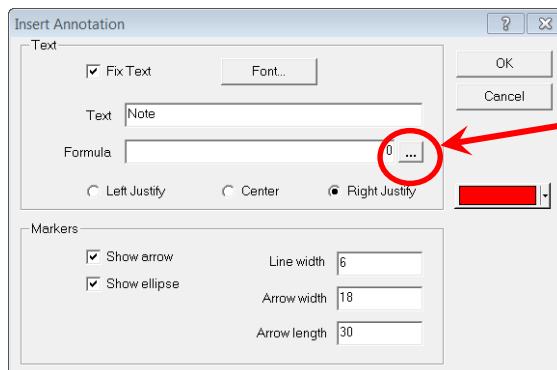 Insert Annotation
Text
Fix Text
Font...
OK
Cancel
Text Note
Formula 0 ...
Left Justify Center Right Justify
Markers
Show arrow
Line width 6
Show ellipse
Arrow width 18
Arrow length 30